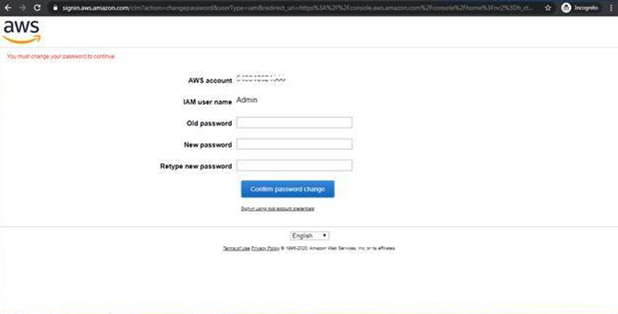 signin.aws.amazon.com/clm?action=changepassword&userType=iam&redirect_uri=https%3A%2F%2Fconsole.aws.amazon.com%2Fconsole%2Fhome%3Fnc2%3Dh_ct... Incognito
aws
You must change your password to continue
AWS account
IAM user name Admin
Old password
New password
Retype new password
Confirm password change
Sign-in using root account credentials
English
Terms of Use Privacy Policy © 1996-2020, Amazon Web Services, Inc. or its affiliates.